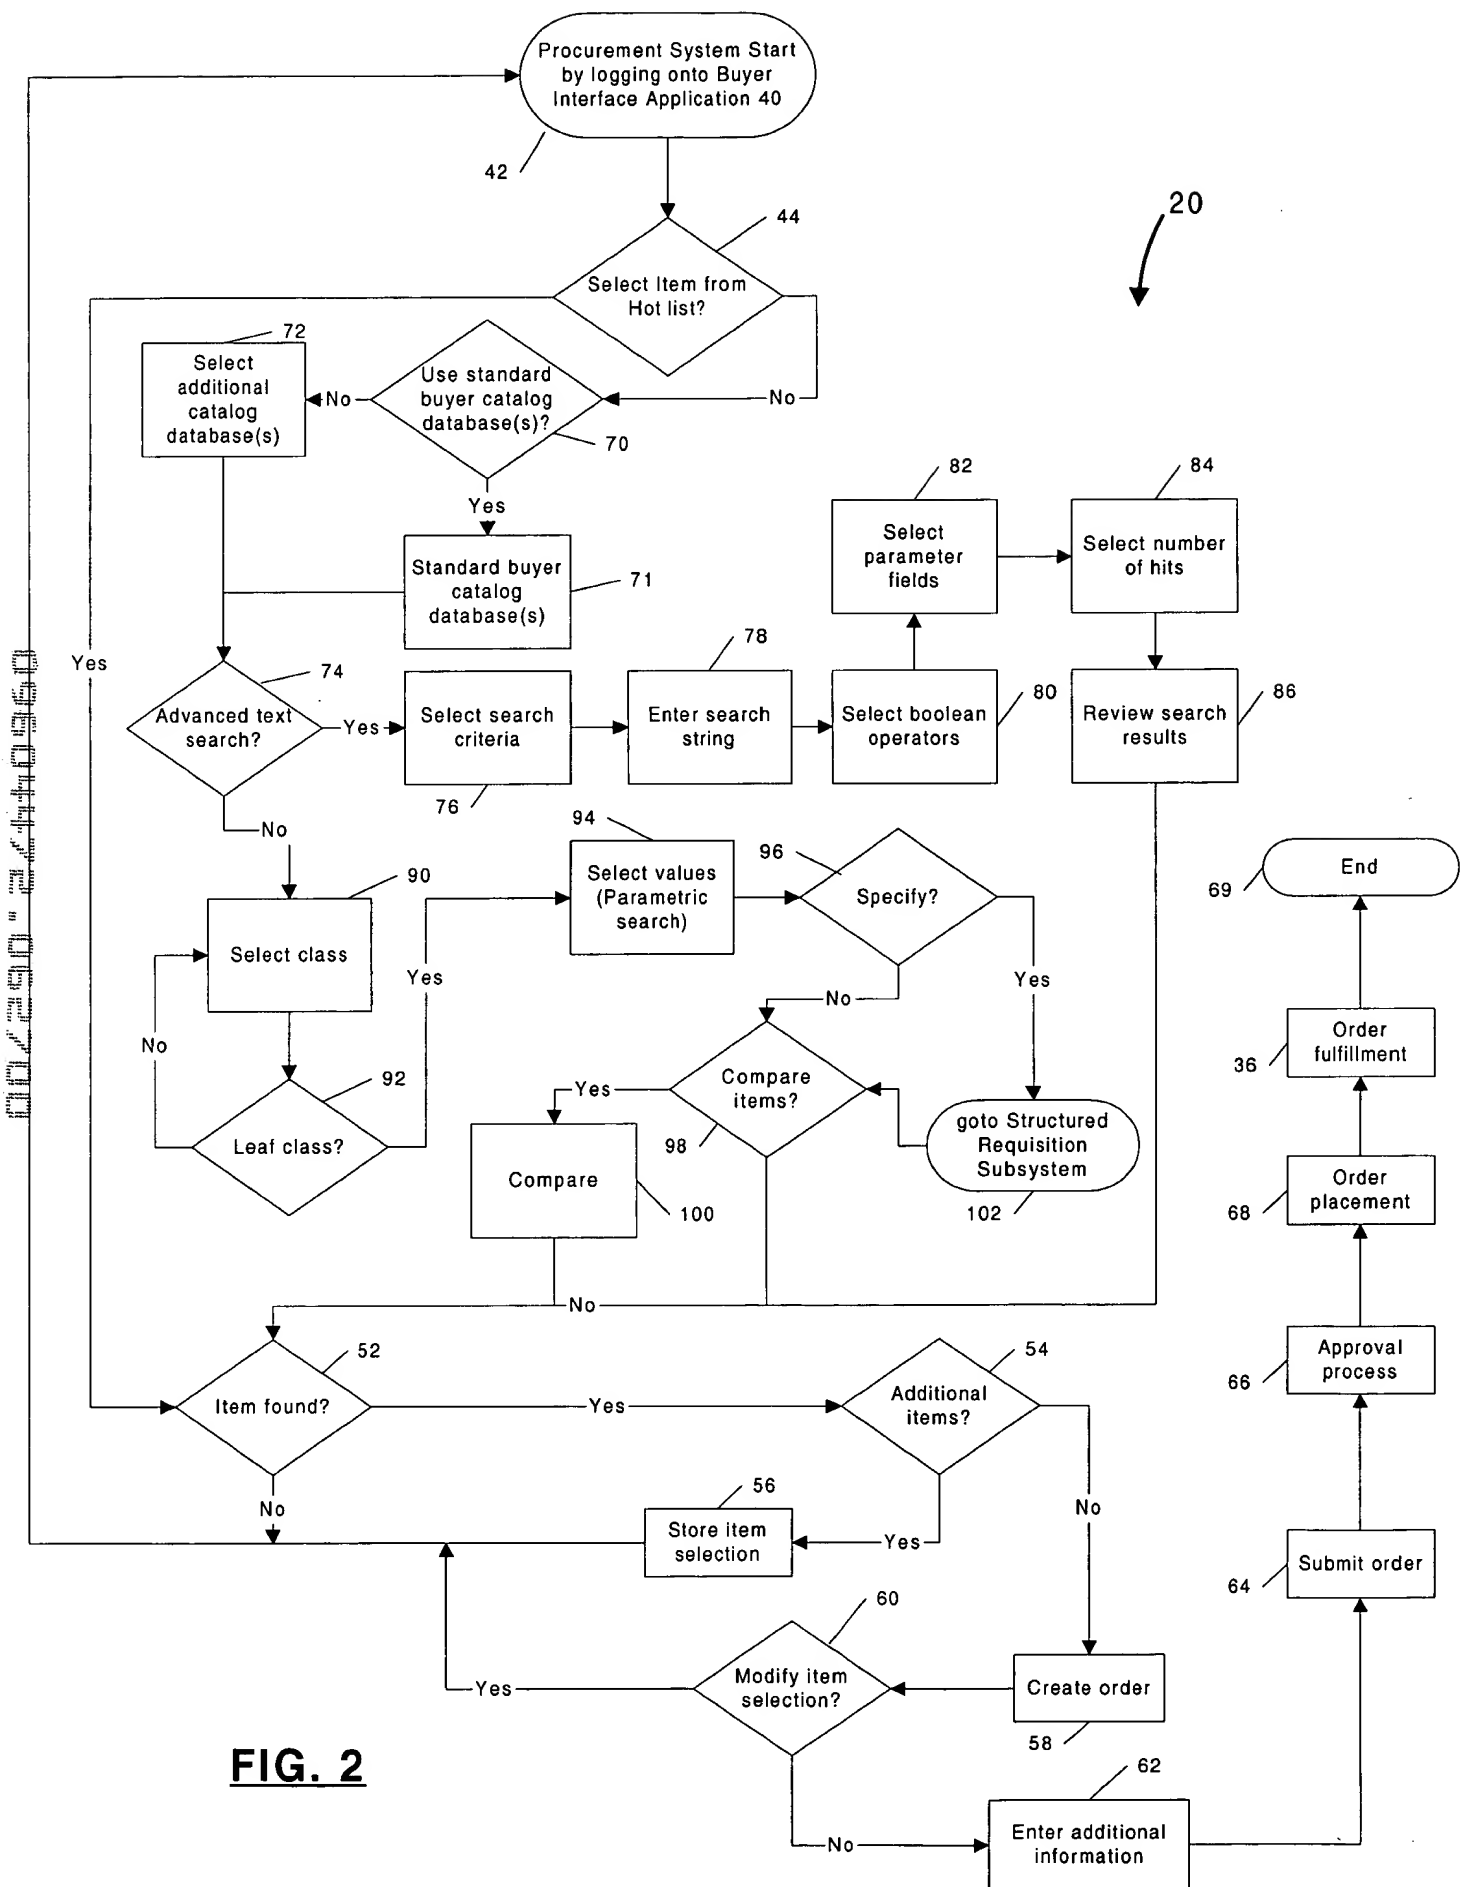 Procurement System Start
by logging onto Buyer
Interface Application 40
42
20
44
Select Item from
Hot list?
72
Select
additional
catalog
database(s)
No
Use standard
buyer catalog
database(s)?
No
70
Yes
82
84
Select
parameter
fields
Select number
of hits
Standard buyer
catalog
database(s)
71
Yes
74
78
80
86
Advanced text
search?
Yes
Select search
criteria
Enter search
string
Select boolean
operators
Review search
results
76
No
94
96
90
Select values
(Parametric
search)
Specify?
End
69
Select class
Yes
Yes
No
No
Order
fulfillment
36
92
Yes
Compare
items?
Leaf class?
98
goto Structured
Requisition
Subsystem
102
Compare
100
Order
placement
68
No
52
54
Approval
process
66
Item found?
Yes
Additional
items?
No
56
No
Store item
selection
Yes
Submit order
64
60
Modify item
selection?
Yes
Create order
58
FIG. 2
62
No
Enter additional
information
09604472 - 062700